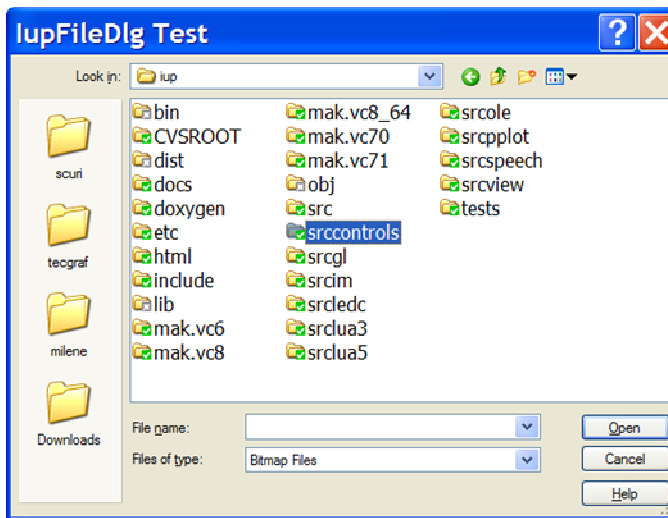 IupFileDlg Test
Look in: iup
scuri
tecgraf
milene
Downloads
bin
CVSROOT
dist
docs
doxygen
etc
html
include
lib
mak.vc6
mak.vc8
mak.vc8_64
mak.vc70
mak.vc71
obj
src
srccontrols
srcgl
srcim
srcledc
srclua3
srclua5
srcole
srcpplot
srcspeech
srcview
tests
File name:
Open
Files of type: Bitmap Files
Cancel
Help